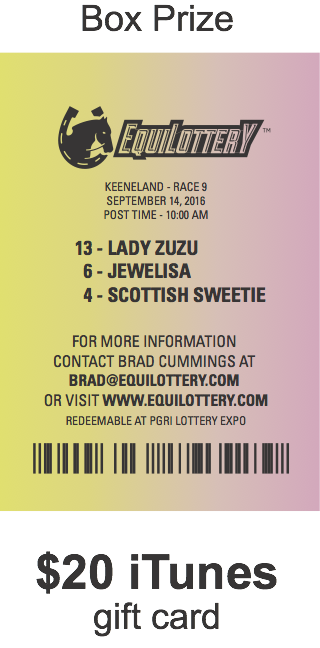 Box Prize
EQUILOTTERY™
KEENELAND - RACE 9
SEPTEMBER 14, 2016
POST TIME - 10:00 AM
13 - LADY ZUZU
6 - JEWELISA
4 - SCOTTISH SWEETIE
FOR MORE INFORMATION
CONTACT BRAD CUMMINGS AT
BRAD@EQUILOTTERY.COM
OR VISIT WWW.EQUILOTTERY.COM
REDEEMABLE AT PGRI LOTTERY EXPO
$20 iTunes
gift card